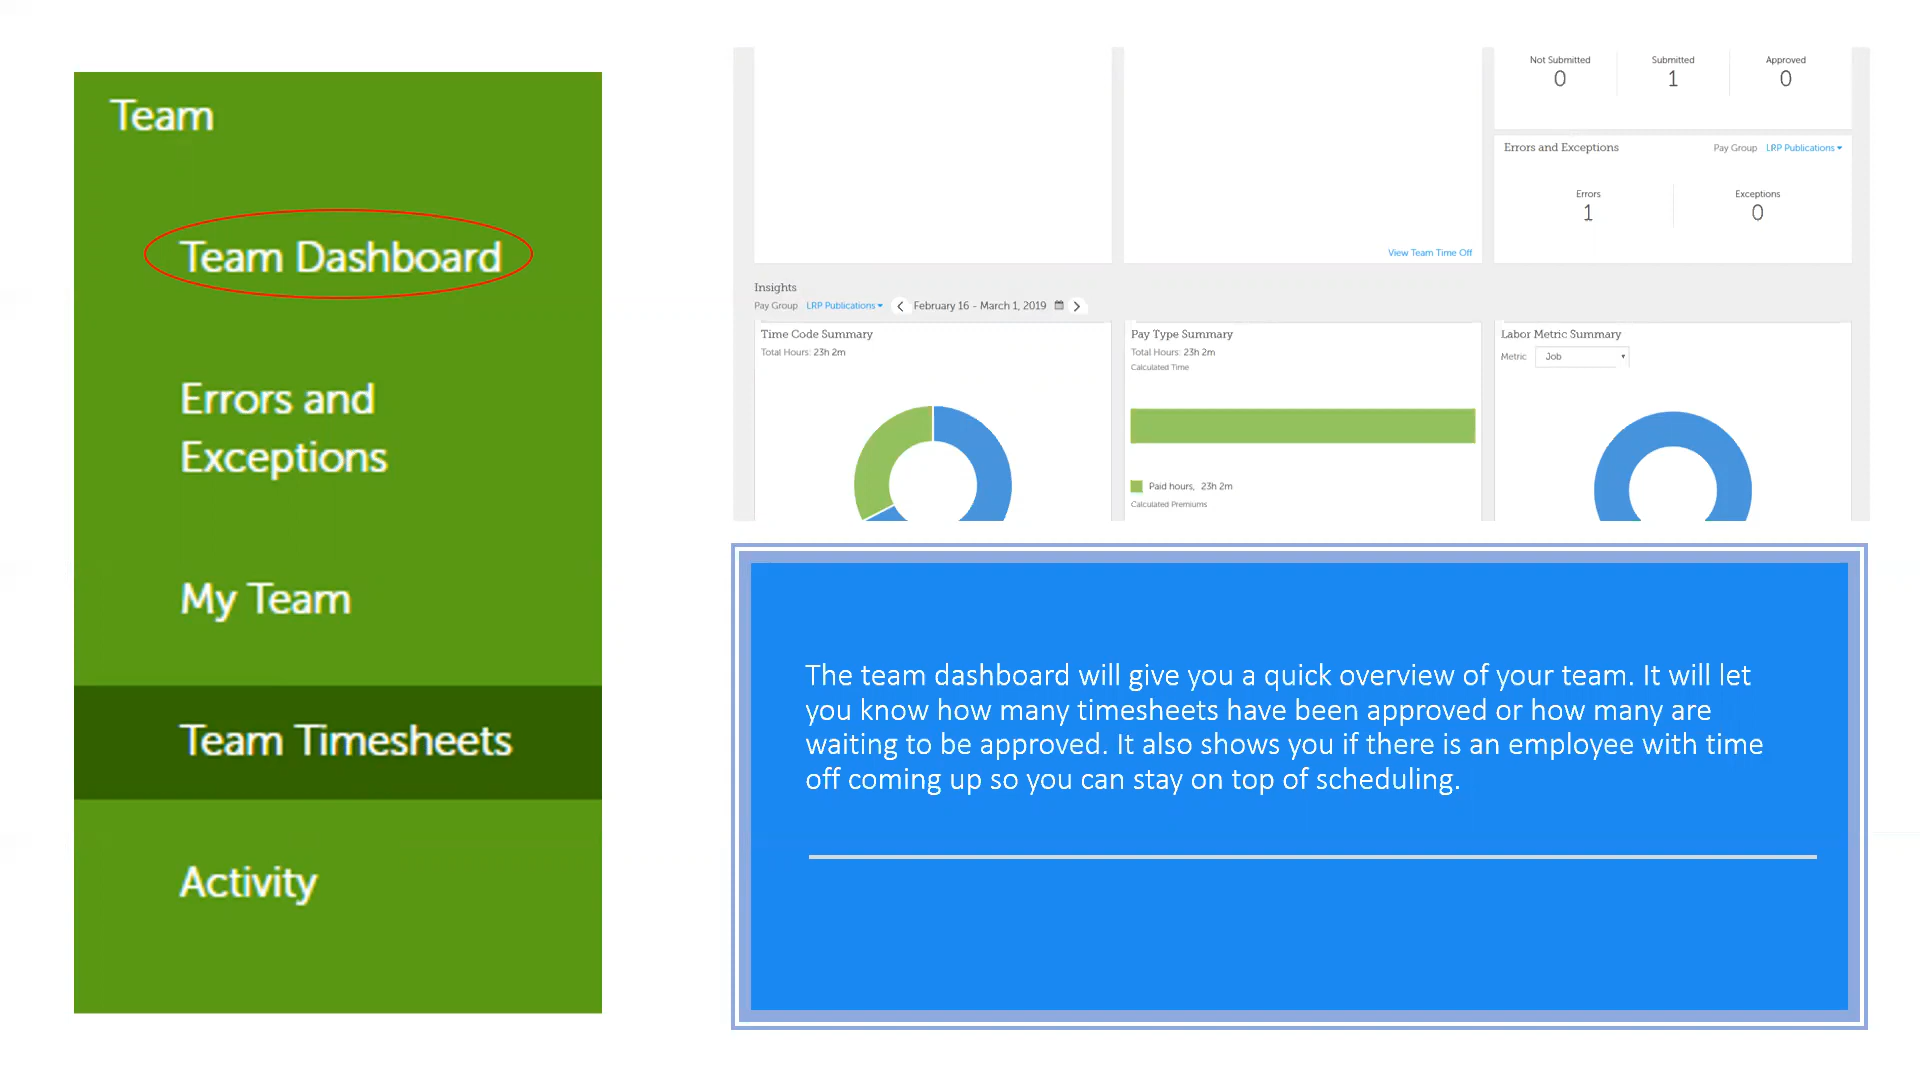 Team
Team Dashboard
Errors and
Exceptions
My Team
Team Timesheets
Activity
Not Submitted Submitted Approved
0 1 0
Errors and Exceptions Pay Group LRP Publications
Errors Exceptions
1 0
View Team Time Off
Insights
Pay Group LRP Publications February 16 - March 1, 2019
Time Code Summary
Total Hours: 23h 2m
Pay Type Summary
Total Hours: 23h 2m
Calculated Time
Paid hours, 23h 2m
Calculated Premiums
Labor Metric Summary
Metric Job
The team dashboard will give you a quick overview of your team. It will let
you know how many timesheets have been approved or how many are
waiting to be approved. It also shows you if there is an employee with time
off coming up so you can stay on top of scheduling.